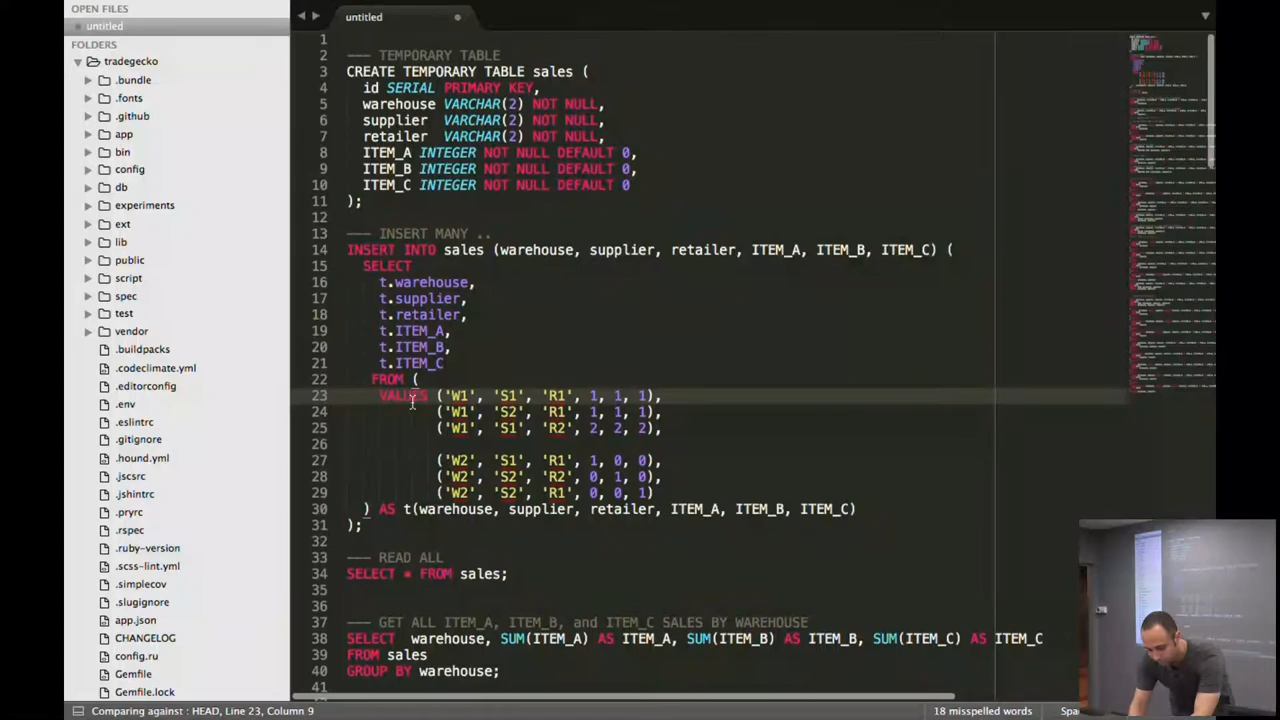 OPEN FILES
untitled
FOLDERS
tradegecko
.bundle
.fonts
.github
app
bin
config
db
experiments
ext
lib
public
script
spec
test
vendor
.buildpacks
.codeclimate.yml
.editorconfig
.env
.eslintrc
.gitignore
.hound.yml
.jscsrc
.jshintrc
.pryrc
.rspec
.ruby-version
.scss-lint.yml
.simplecov
.slugignore
app.json
CHANGELOG
config.ru
Gemfile
Gemfile.lock
untitled
1
2 --- TEMPORARY TABLE
3 CREATE TEMPORARY TABLE sales (
4 id SERIAL PRIMARY KEY,
5 warehouse VARCHAR(2) NOT NULL,
6 supplier VARCHAR(2) NOT NULL,
7 retailer VARCHAR(2) NOT NULL,
8 ITEM_A INTEGER NOT NULL DEFAULT 0,
9 ITEM_B INTEGER NOT NULL DEFAULT 0,
10 ITEM_C INTEGER NOT NULL DEFAULT 0
11 );
12
13 --- INSERT MANY ..
14 INSERT INTO sales (warehouse, supplier, retailer, ITEM_A, ITEM_B, ITEM_C) (
15 SELECT
16 t.warehouse,
17 t.supplier,
18 t.retailer,
19 t.ITEM_A,
20 t.ITEM_B,
21 t.ITEM_C
22 FROM (
23 VALUES ('W1', 'S1', 'R1', 1, 1, 1),
24 ('W1', 'S2', 'R1', 1, 1, 1),
25 ('W1', 'S1', 'R2', 2, 2, 2),
26
27 ('W2', 'S1', 'R1', 1, 0, 0),
28 ('W2', 'S2', 'R2', 0, 1, 0),
29 ('W2', 'S2', 'R1', 0, 0, 1)
30 ) AS t(warehouse, supplier, retailer, ITEM_A, ITEM_B, ITEM_C)
31 );
32
33 --- READ ALL
34 SELECT * FROM sales;
35
36
37 --- GET ALL ITEM_A, ITEM_B, and ITEM_C SALES BY WAREHOUSE
38 SELECT warehouse, SUM(ITEM_A) AS ITEM_A, SUM(ITEM_B) AS ITEM_B, SUM(ITEM_C) AS ITEM_C
39 FROM sales
40 GROUP BY warehouse;
41
Comparing against : HEAD, Line 23, Column 9
18 misspelled words